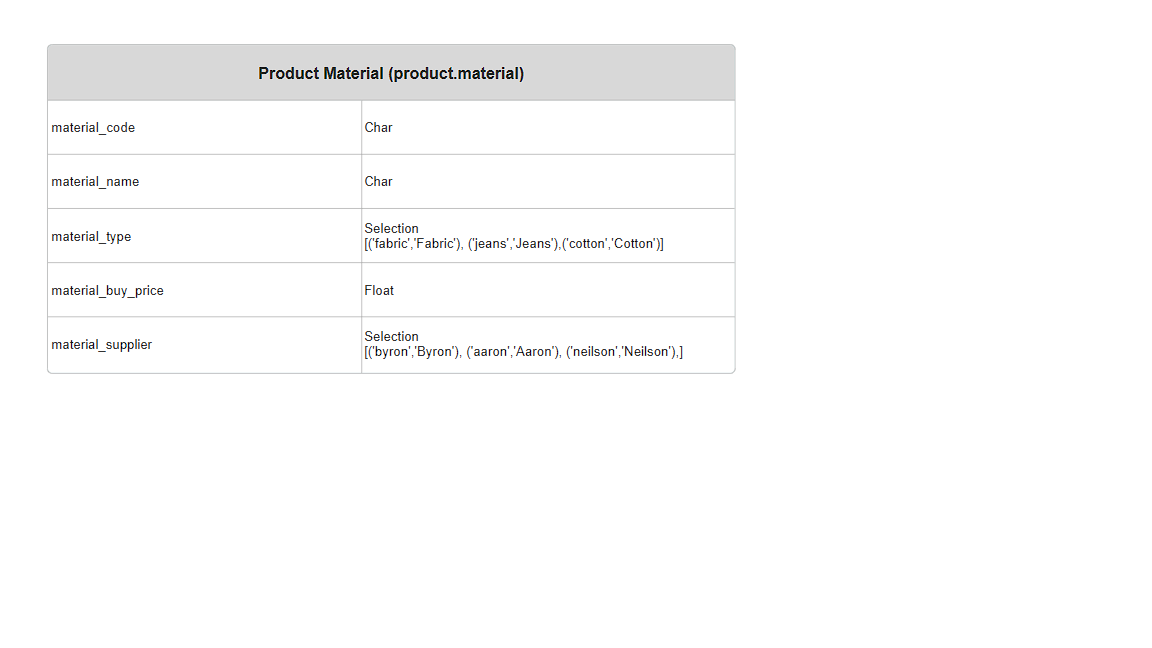 Product Material (product.material)
material_code
Char
material_name
Char
material_type
Selection
[('fabric','Fabric'), ('jeans','Jeans'),('cotton','Cotton')]
material_buy_price
Float
material_supplier
Selection
[('byron','Byron'), ('aaron','Aaron'), ('neilson','Neilson'),]